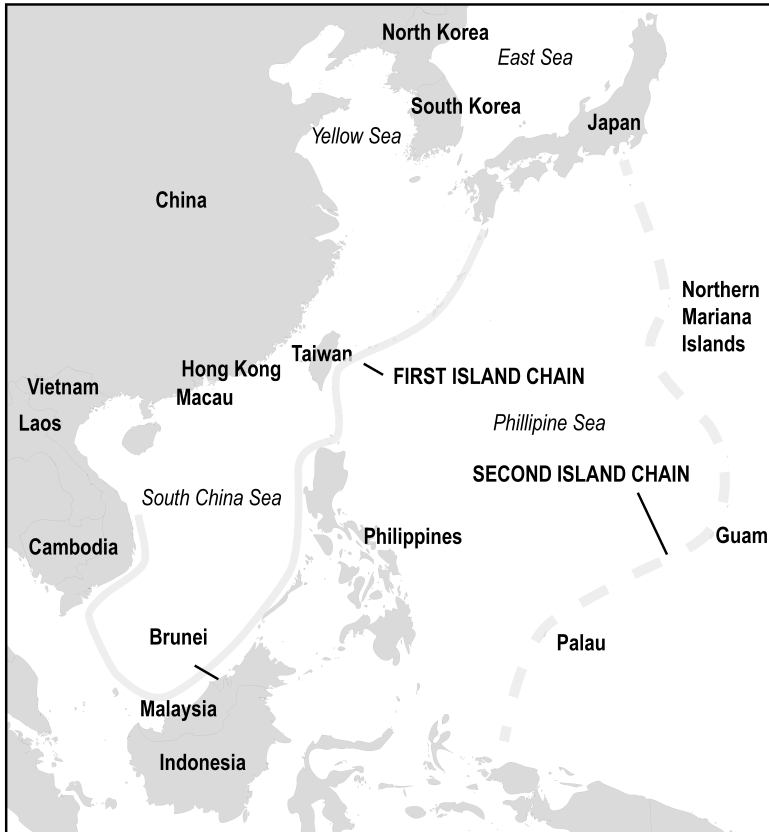 North Korea
East Sea
South Korea
Japan
Yellow Sea
China
Northern
Mariana
Islands
Taiwan
Hong Kong
Macau
FIRST ISLAND CHAIN
Vietnam
Laos
Phillipine Sea
SECOND ISLAND CHAIN
South China Sea
Philippines
Guam
Cambodia
Brunei
Palau
Malaysia
Indonesia